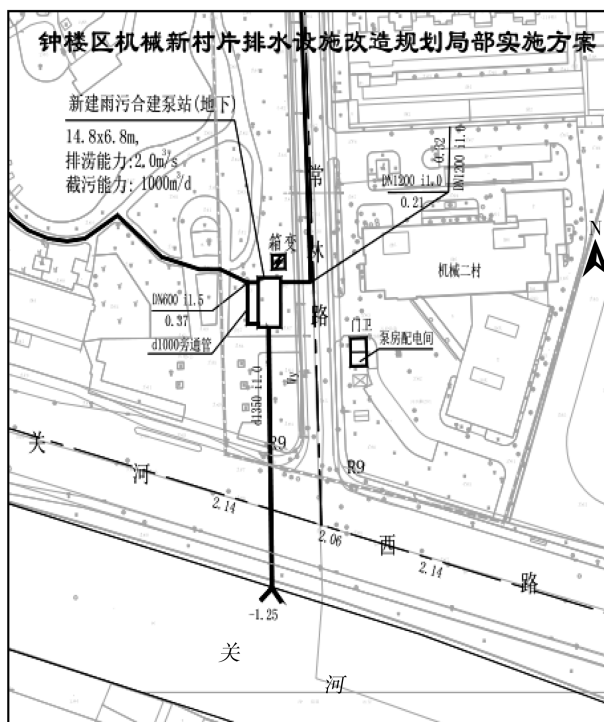 钟楼区机械新村片排水设施改造规划局部实施方案
新建雨污合建泵站(地下)
14.8x6.8m,
排涝能力:2.0m³/s
截污能力: 1000m³/d
常林路
0.32
DN1200 i1.0
DN1200 i1.0
0.21
N
箱变
机械二村
DN600 i1.5
0.37
d1000旁通管
门卫
泵房配电间
d1350 i1.0
R9
R9
关河西路
2.14
2.06
2.14
-1.25
关河